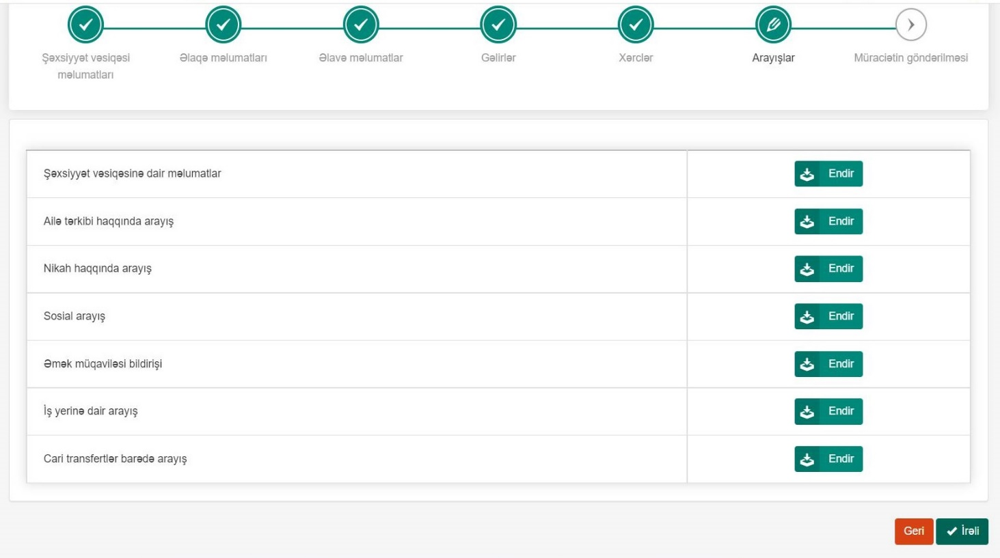 Şəxsiyyət vəsiqəsi
məlumatları
Əlaqə məlumatları
Əlavə məlumatlar
Gəlirlər
Xərclər
Arayışlar
Müraciətin göndərilməsi
Şəxsiyyət vəsiqəsinə dair məlumatlar
Endir
Ailə tərkibi haqqında arayış
Endir
Nikah haqqında arayış
Endir
Sosial arayış
Endir
Əmək müqaviləsi bildirişi
Endir
İş yerinə dair arayış
Endir
Cari transfertlər barədə arayış
Endir
Geri
İrəli